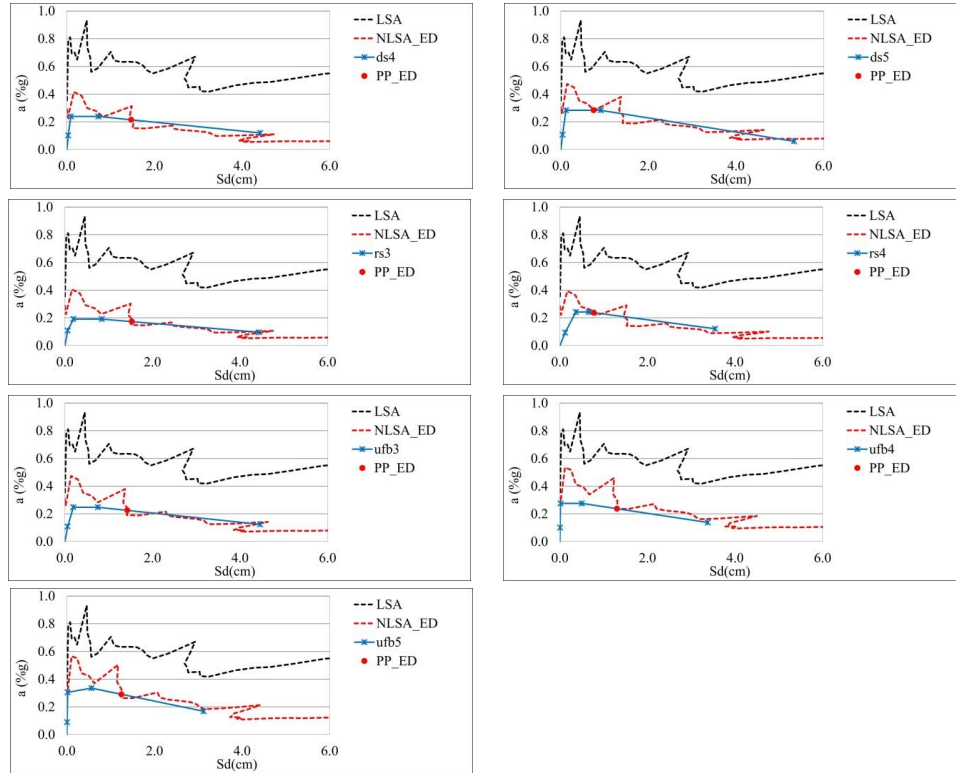 1.0
0.8
0.6
0.4
0.2
0.0
a (%g)
0.0 2.0 4.0 6.0
Sd(cm)
LSA
NLSA_ED
ds4
PP_ED
1.0
0.8
0.6
0.4
0.2
0.0
a (%g)
0.0 2.0 4.0 6.0
Sd(cm)
LSA
NLSA_ED
ds5
PP_ED
1.0
0.8
0.6
0.4
0.2
0.0
a (%g)
0.0 2.0 4.0 6.0
Sd(cm)
LSA
NLSA_ED
rs3
PP_ED
1.0
0.8
0.6
0.4
0.2
0.0
a (%g)
0.0 2.0 4.0 6.0
Sd(cm)
LSA
NLSA_ED
rs4
PP_ED
1.0
0.8
0.6
0.4
0.2
0.0
a (%g)
0.0 2.0 4.0 6.0
Sd(cm)
LSA
NLSA_ED
ufb3
PP_ED
1.0
0.8
0.6
0.4
0.2
0.0
a (%g)
0.0 2.0 4.0 6.0
Sd(cm)
LSA
NLSA_ED
ufb4
PP_ED
1.0
0.8
0.6
0.4
0.2
0.0
a (%g)
0.0 2.0 4.0 6.0
Sd(cm)
LSA
NLSA_ED
ufb5
PP_ED